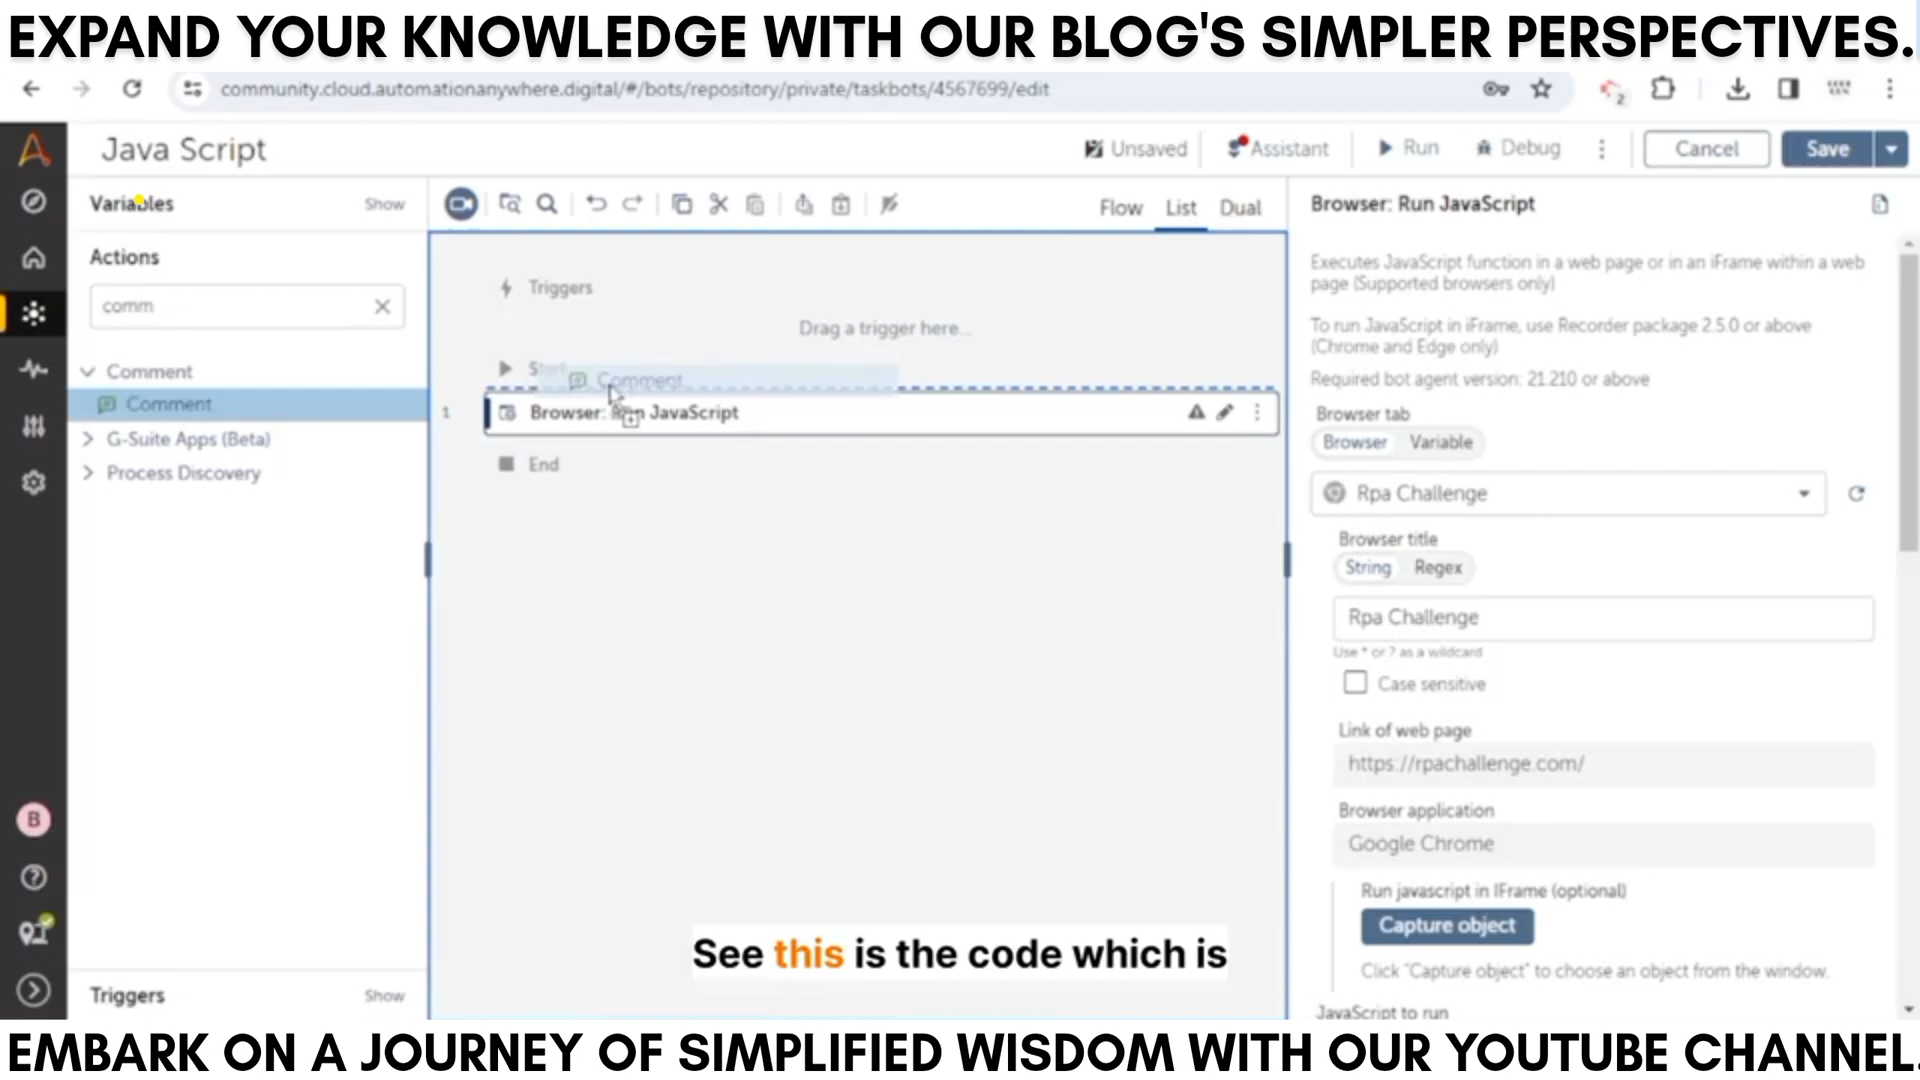 EXPAND YOUR KNOWLEDGE WITH OUR BLOG'S SIMPLER PERSPECTIVES.
community.cloud.automationanywhere.digital/#/bots/repository/private/taskbots/4567699/edit
2
Java Script
Unsaved
Assistant
Run
Debug
Cancel
Save
Variables
Show
Flow
List
Dual
Browser: Run JavaScript
Actions
comm
Comment
Comment
G-Suite Apps (Beta)
Process Discovery
Triggers
Drag a trigger here...
Start
Comment
1
Browser: Run JavaScript
End
Executes JavaScript function in a web page or in an iFrame within a web
page (Supported browsers only)
To run JavaScript in iFrame, use Recorder package 2.5.0 or above
(Chrome and Edge only)
Required bot agent version: 21.210 or above
Browser tab
Browser
Variable
Rpa Challenge
Browser title
String
Regex
Rpa Challenge
Use * or ? as a wildcard
Case sensitive
Link of web page
https://rpachallenge.com/
Browser application
Google Chrome
Run javascript in IFrame (optional)
Capture object
Click "Capture object" to choose an object from the window.
JavaScript to run
B
Triggers
Show
See this is the code which is
EMBARK ON A JOURNEY OF SIMPLIFIED WISDOM WITH OUR YOUTUBE CHANNEL.